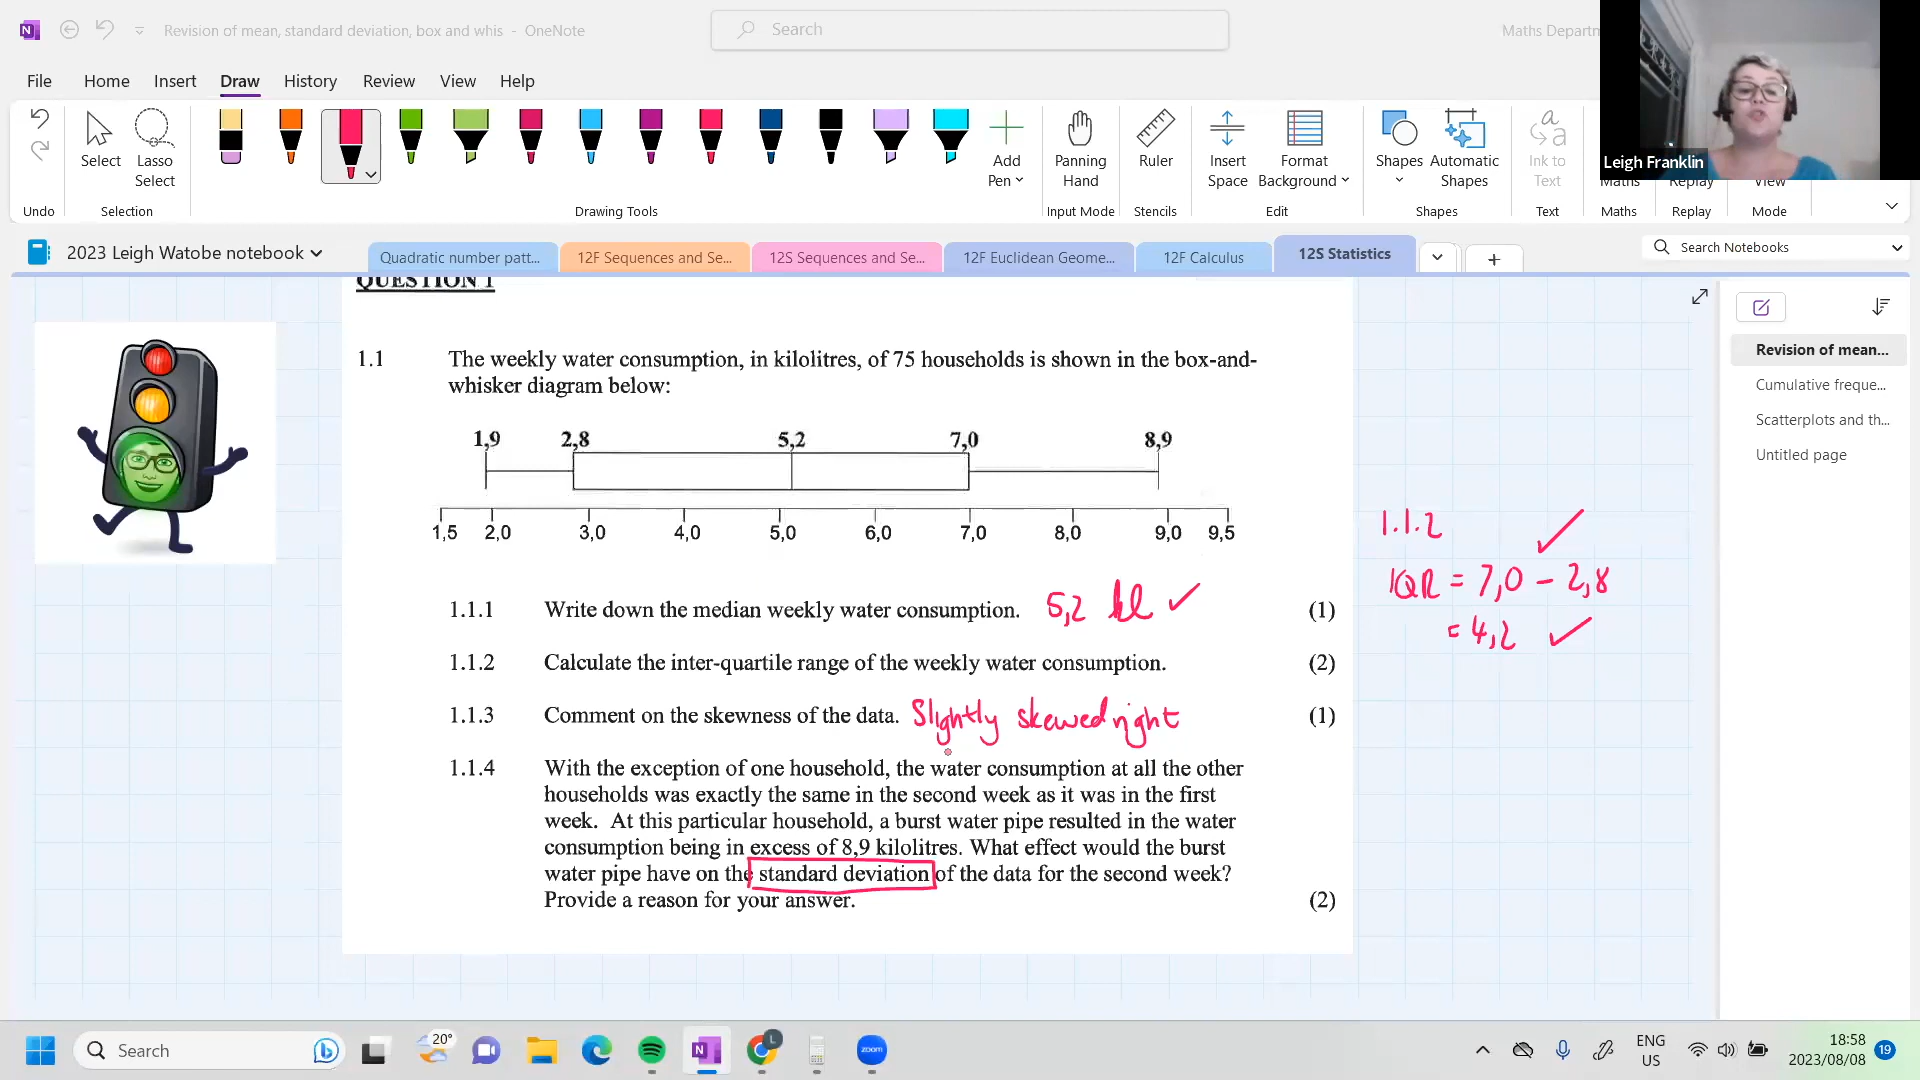 Revision of mean, standard deviation, box and whis - OneNote
Search
Maths Departn
File Home Insert Draw History Review View Help
Undo
Select
Lasso Select
Selection
Drawing Tools
Add Pen
Panning Hand
Input Mode
Ruler
Stencils
Insert Space
Format Background
Edit
Shapes
Automatic Shapes
Shapes
Ink to Text
Text
Maths
Maths
Replay
Replay
View
Mode
Leigh Franklin
2023 Leigh Watobe notebook
Quadratic number patt...
12F Sequences and Se...
12S Sequences and Se...
12F Euclidean Geome...
12F Calculus
12S Statistics
Search Notebooks
Revision of mean...
Cumulative freque...
Scatterplots and th...
Untitled page
QUESTION 1
1.1 The weekly water consumption, in kilolitres, of 75 households is shown in the box-and-
whisker diagram below:
1,9 2,8 5,2 7,0 8,9
1,5 2,0 3,0 4,0 5,0 6,0 7,0 8,0 9,0 9,5
1.1.1 Write down the median weekly water consumption. 5,2 kl ✓ (1)
1.1.2 Calculate the inter-quartile range of the weekly water consumption. (2)
1.1.3 Comment on the skewness of the data. Slightly skewed right (1)
1.1.4 With the exception of one household, the water consumption at all the other
households was exactly the same in the second week as it was in the first
week. At this particular household, a burst water pipe resulted in the water
consumption being in excess of 8,9 kilolitres. What effect would the burst
water pipe have on the standard deviation of the data for the second week?
Provide a reason for your answer. (2)
1.1.2 ✓
IQR = 7,0 - 2,8
= 4,2 ✓
Search
20°
L
zoom
ENG
US
18:58
2023/08/08
19